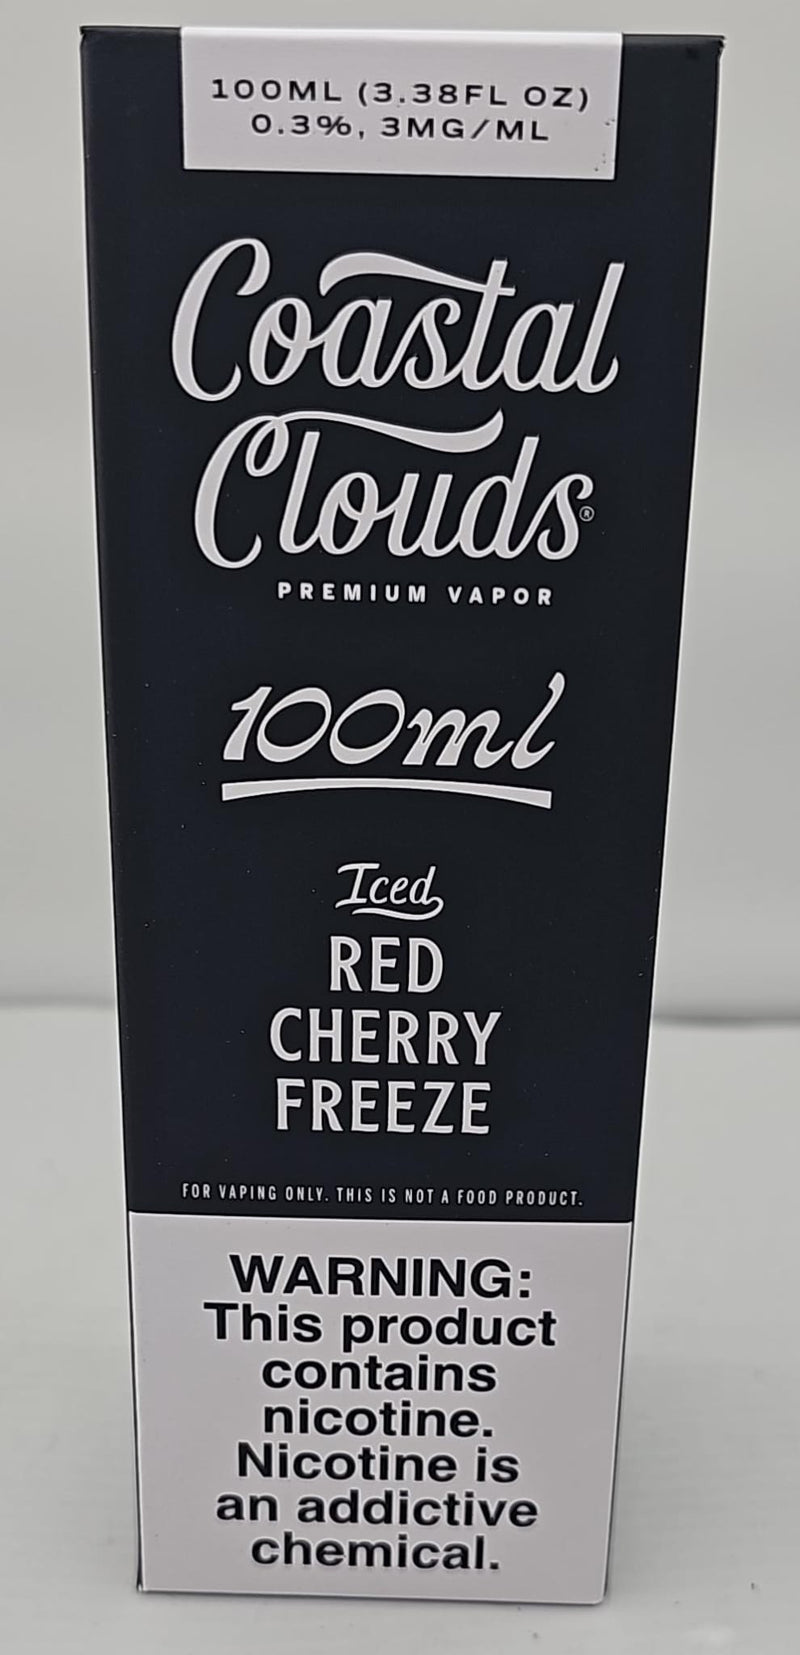 100ML (3.38FL OZ)
0.3%, 3MG/ML
Coastal
Clouds®
PREMIUM VAPOR
100ml
Iced
RED
CHERRY
FREEZE
FOR VAPING ONLY. THIS IS NOT A FOOD PRODUCT.
WARNING:
This product
contains
nicotine.
Nicotine is
an addictive
chemical.